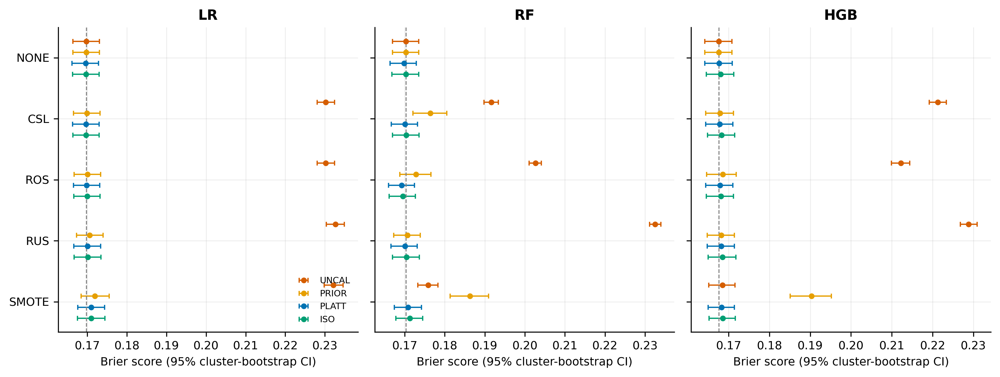 LR
RF
HGB
NONE
CSL
ROS
RUS
SMOTE
UNCAL
PRIOR
PLATT
ISO
0.17 0.18 0.19 0.20 0.21 0.22 0.23
0.17 0.18 0.19 0.20 0.21 0.22 0.23
0.17 0.18 0.19 0.20 0.21 0.22 0.23
Brier score (95% cluster-bootstrap CI)
Brier score (95% cluster-bootstrap CI)
Brier score (95% cluster-bootstrap CI)